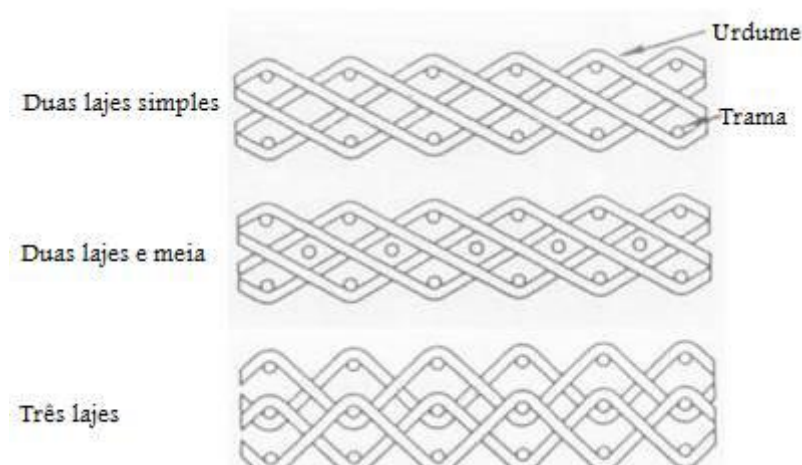 Urdume
Duas lajes simples
Trama
Duas lajes e meia
Três lajes